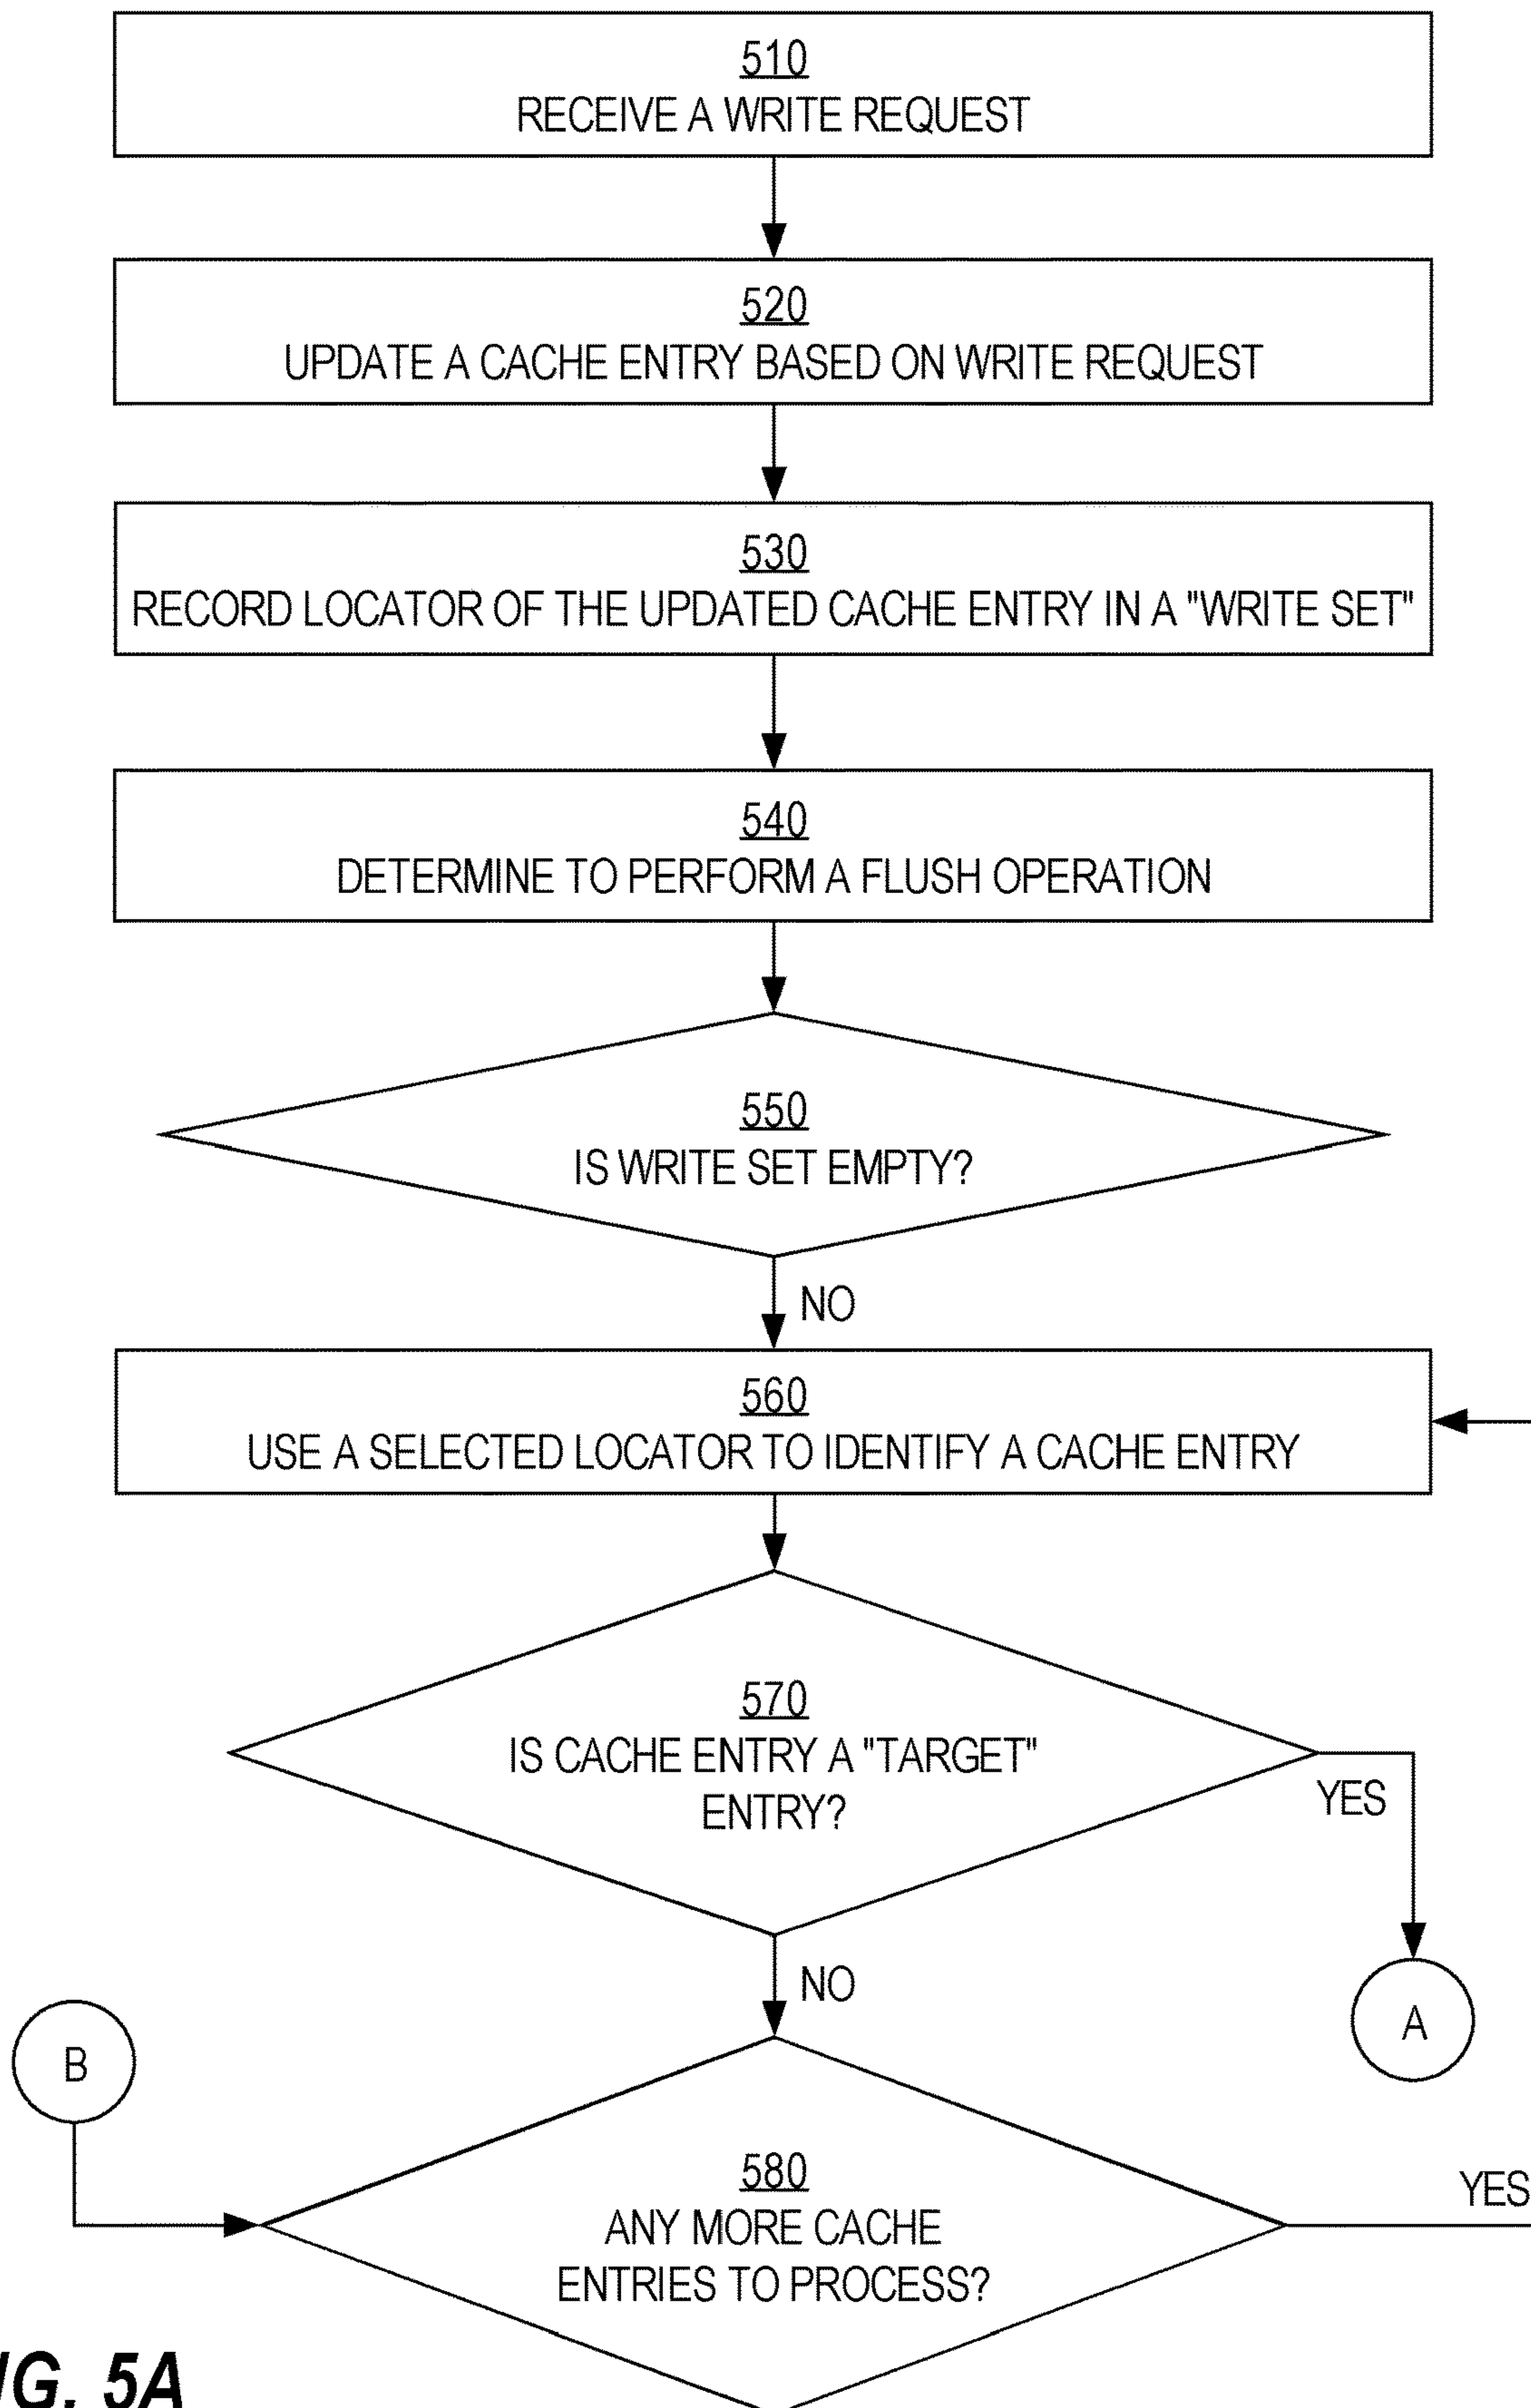 510
RECEIVE A WRITE REQUEST
520
UPDATE A CACHE ENTRY BASED ON WRITE REQUEST
530
RECORD LOCATOR OF THE UPDATED CACHE ENTRY IN A "WRITE SET"
540
DETERMINE TO PERFORM A FLUSH OPERATION
550
IS WRITE SET EMPTY?
NO
560
USE A SELECTED LOCATOR TO IDENTIFY A CACHE ENTRY
570
IS CACHE ENTRY A "TARGET"
ENTRY?
YES
NO
A
B
580
ANY MORE CACHE
ENTRIES TO PROCESS?
YES
5A